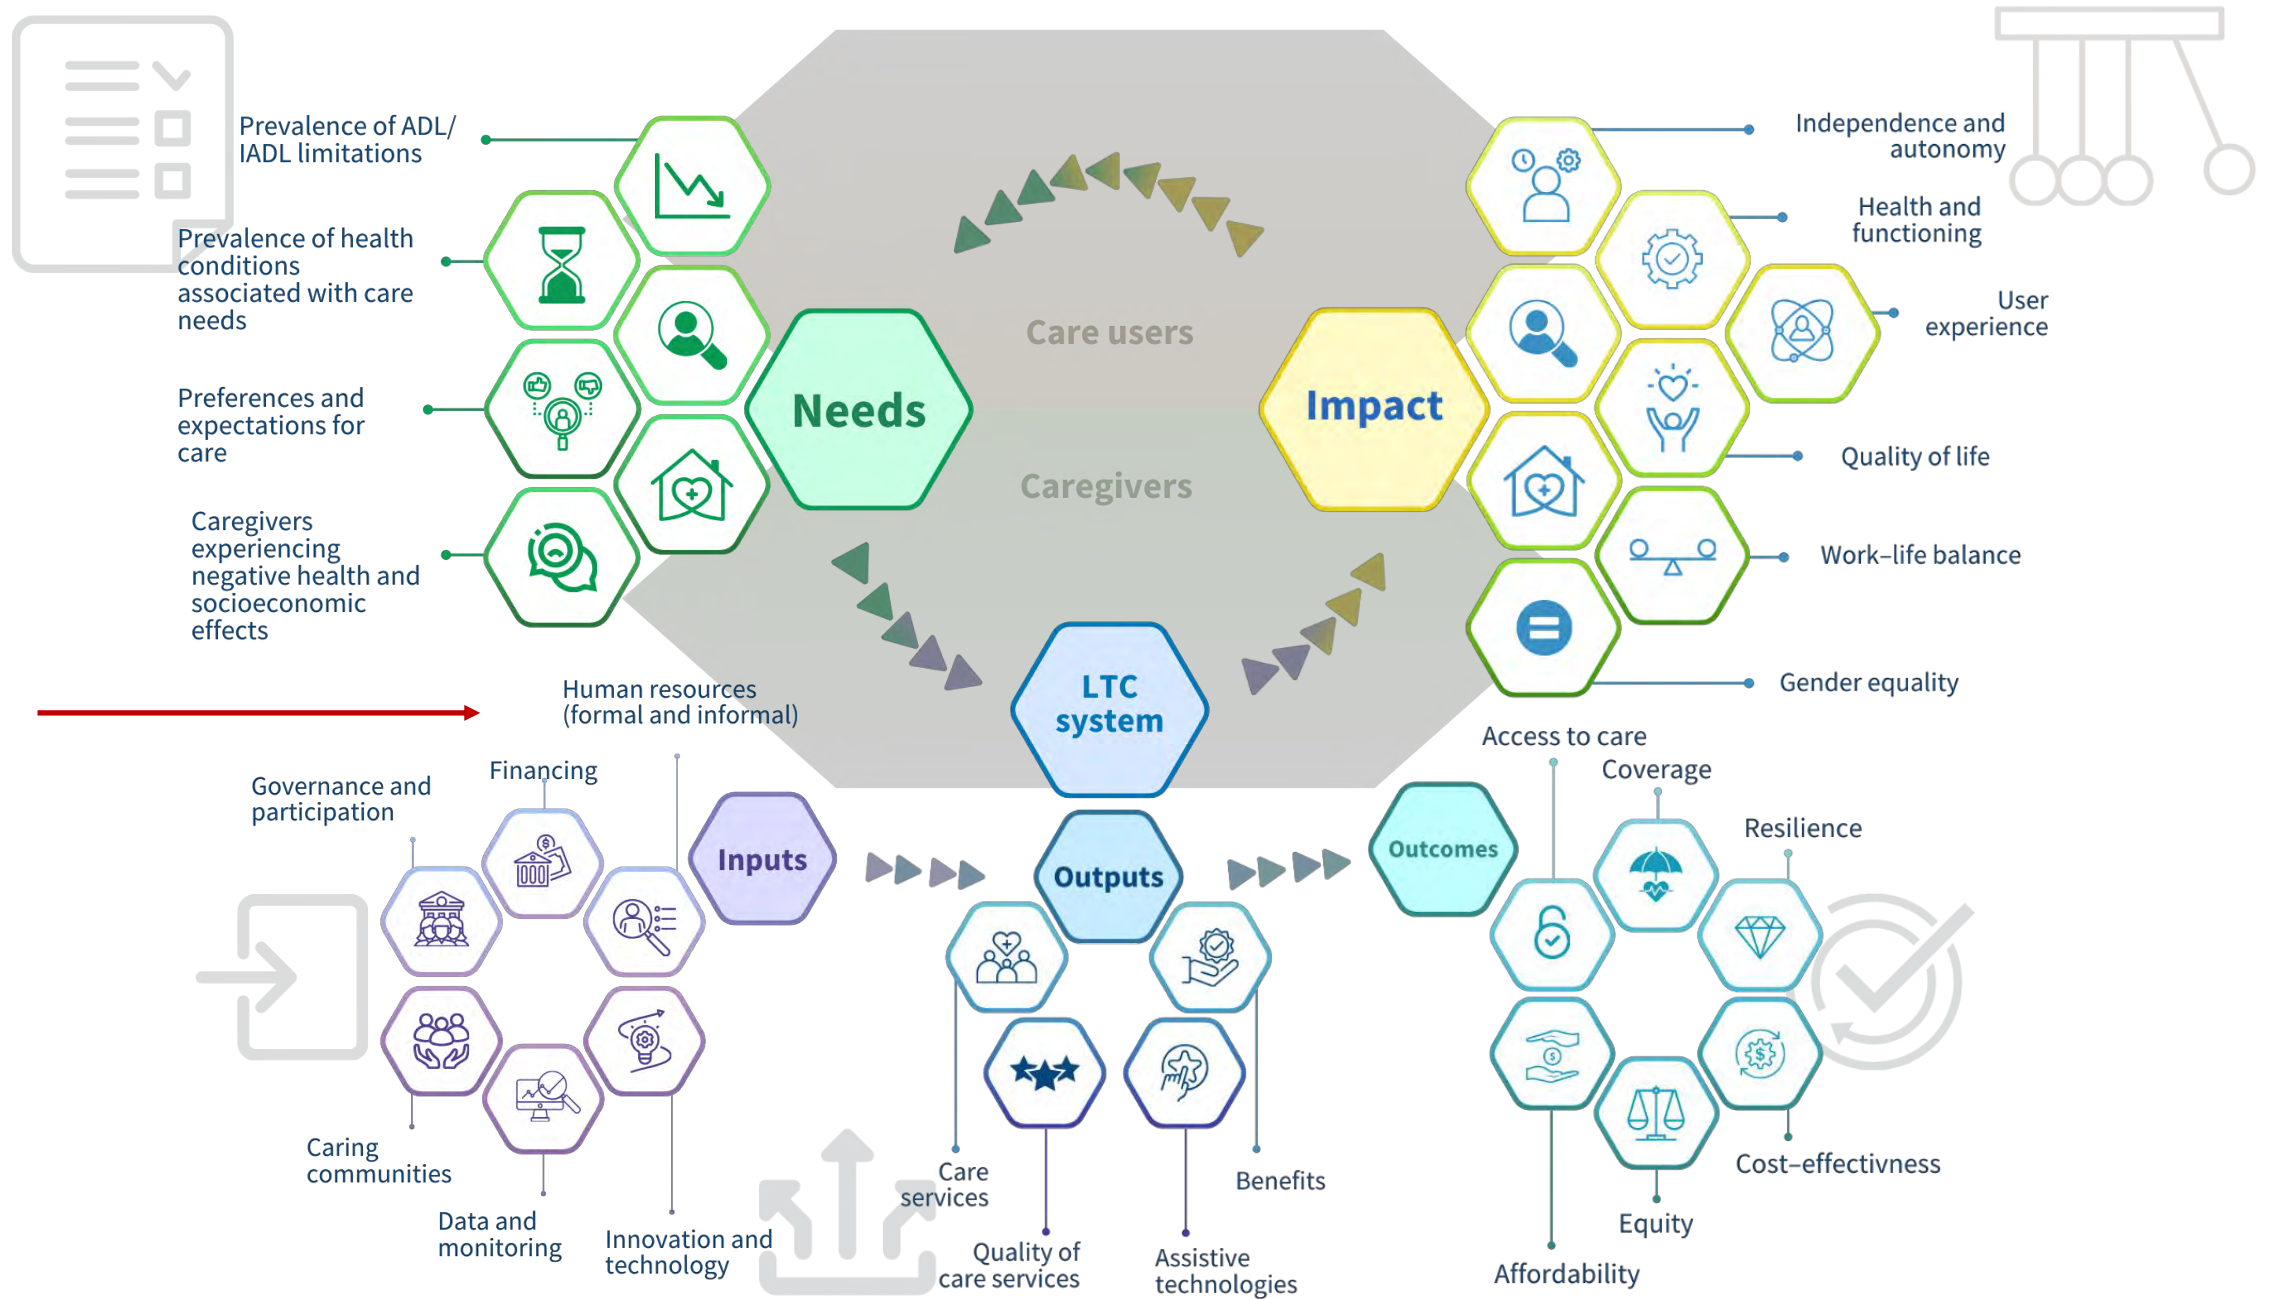 Prevalence of ADL/
IADL limitations
Prevalence of health
conditions
associated with care
needs
Preferences and
expectations for
care
Caregivers
experiencing
negative health and
socioeconomic
effects
Needs
Care users
Caregivers
Impact
LTC
system
Independence and
autonomy
Health and
functioning
User
experience
Quality of life
Work–life balance
Gender equality
Human resources
(formal and informal)
Financing
Governance and
participation
Inputs
Caring
communities
Data and
monitoring
Innovation and
technology
Outputs
Care
services
Quality of
care services
Assistive
technologies
Benefits
Outcomes
Access to care
Coverage
Resilience
Cost–effectivness
Equity
Affordability